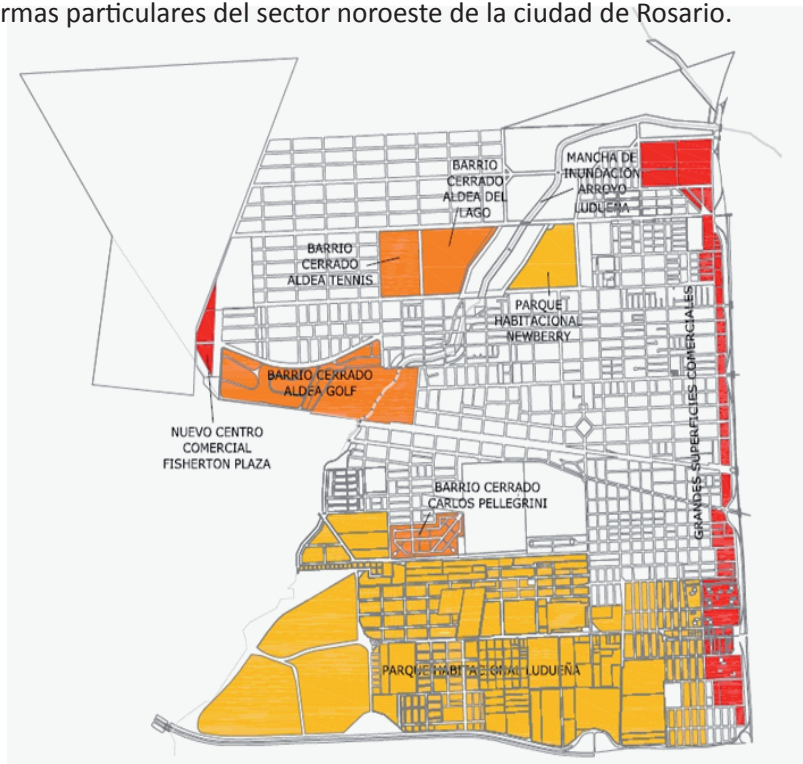 rmas particulares del sector noroeste de la ciudad de Rosario.
BARRIO
CERRADO
ALDEA DEL
LAGO
MANCHA DE
INUNDACIÓN
ARROYO
LUDUEÑA
BARRIO
CERRADO
ALDEA TENNIS
PARQUE
HABITACIONAL
NEWBERRY
GRANDES SUPERFICIES COMERCIALES
BARRIO CERRADO
ALDEA GOLF
NUEVO CENTRO
COMERCIAL
FISHERTON PLAZA
BARRIO CERRADO
CARLOS PELLEGRINI
PARQUE HABITACIONAL LUDUEÑA